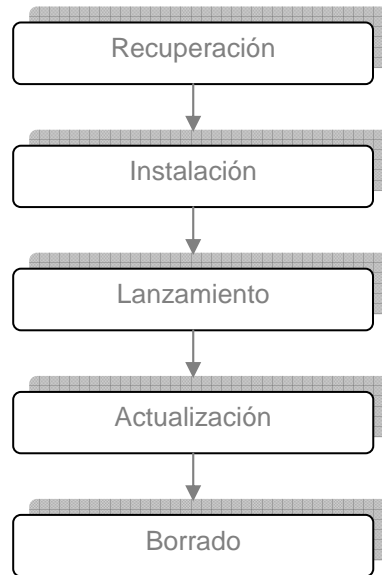 Recuperación
Instalación
Lanzamiento
Actualización
Borrado